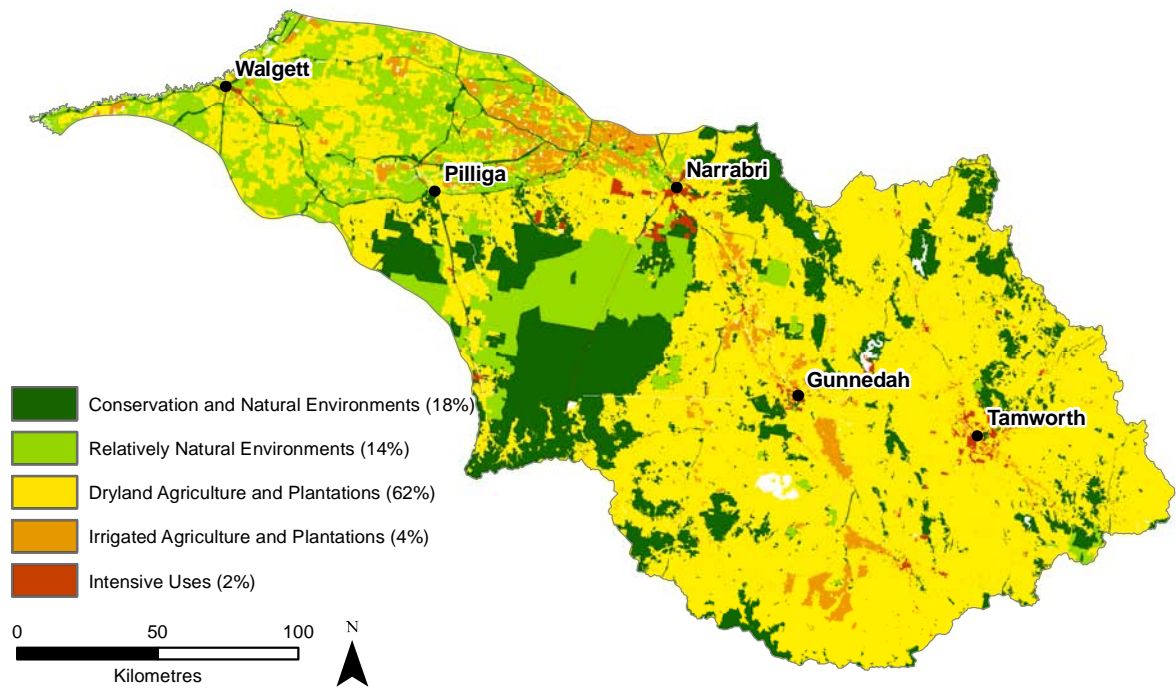 Walgett
Pilliga
Narrabri
Gunnedah
Tamworth
Conservation and Natural Environments (18%)
Relatively Natural Environments (14%)
Dryland Agriculture and Plantations (62%)
Irrigated Agriculture and Plantations (4%)
Intensive Uses (2%)
0 50 100
Kilometres
N